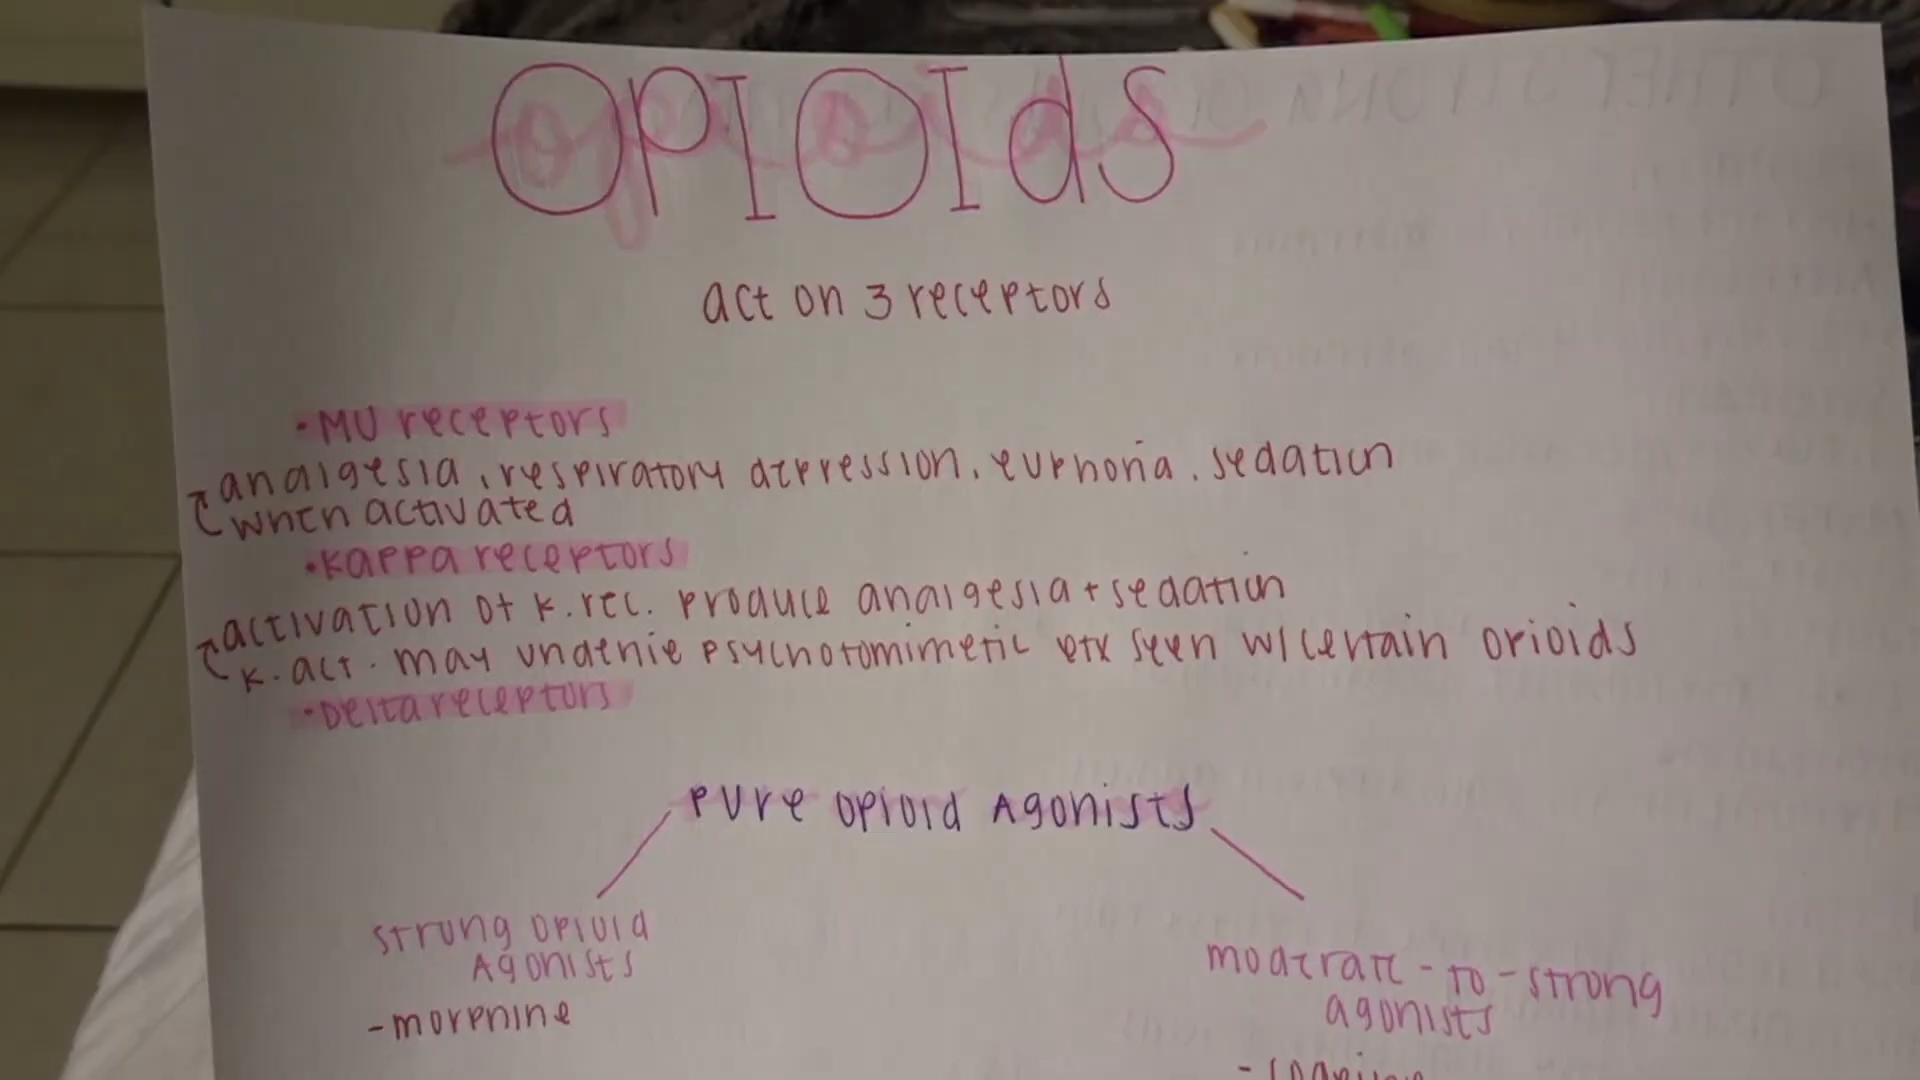 OPIOIds
act on 3 receptors
• MU receptors
analgesia, respiratory depression, euphoria, sedation
when activated
• Kappa receptors
activation of K. rec. produce analgesia + sedation
K. act. may underlie psychotomimetic efx seen w/ certain opioids
• Delta receptors
Pure Opioid Agonists
strong opioid
Agonists
moderate-to-strong
agonists
- morphine